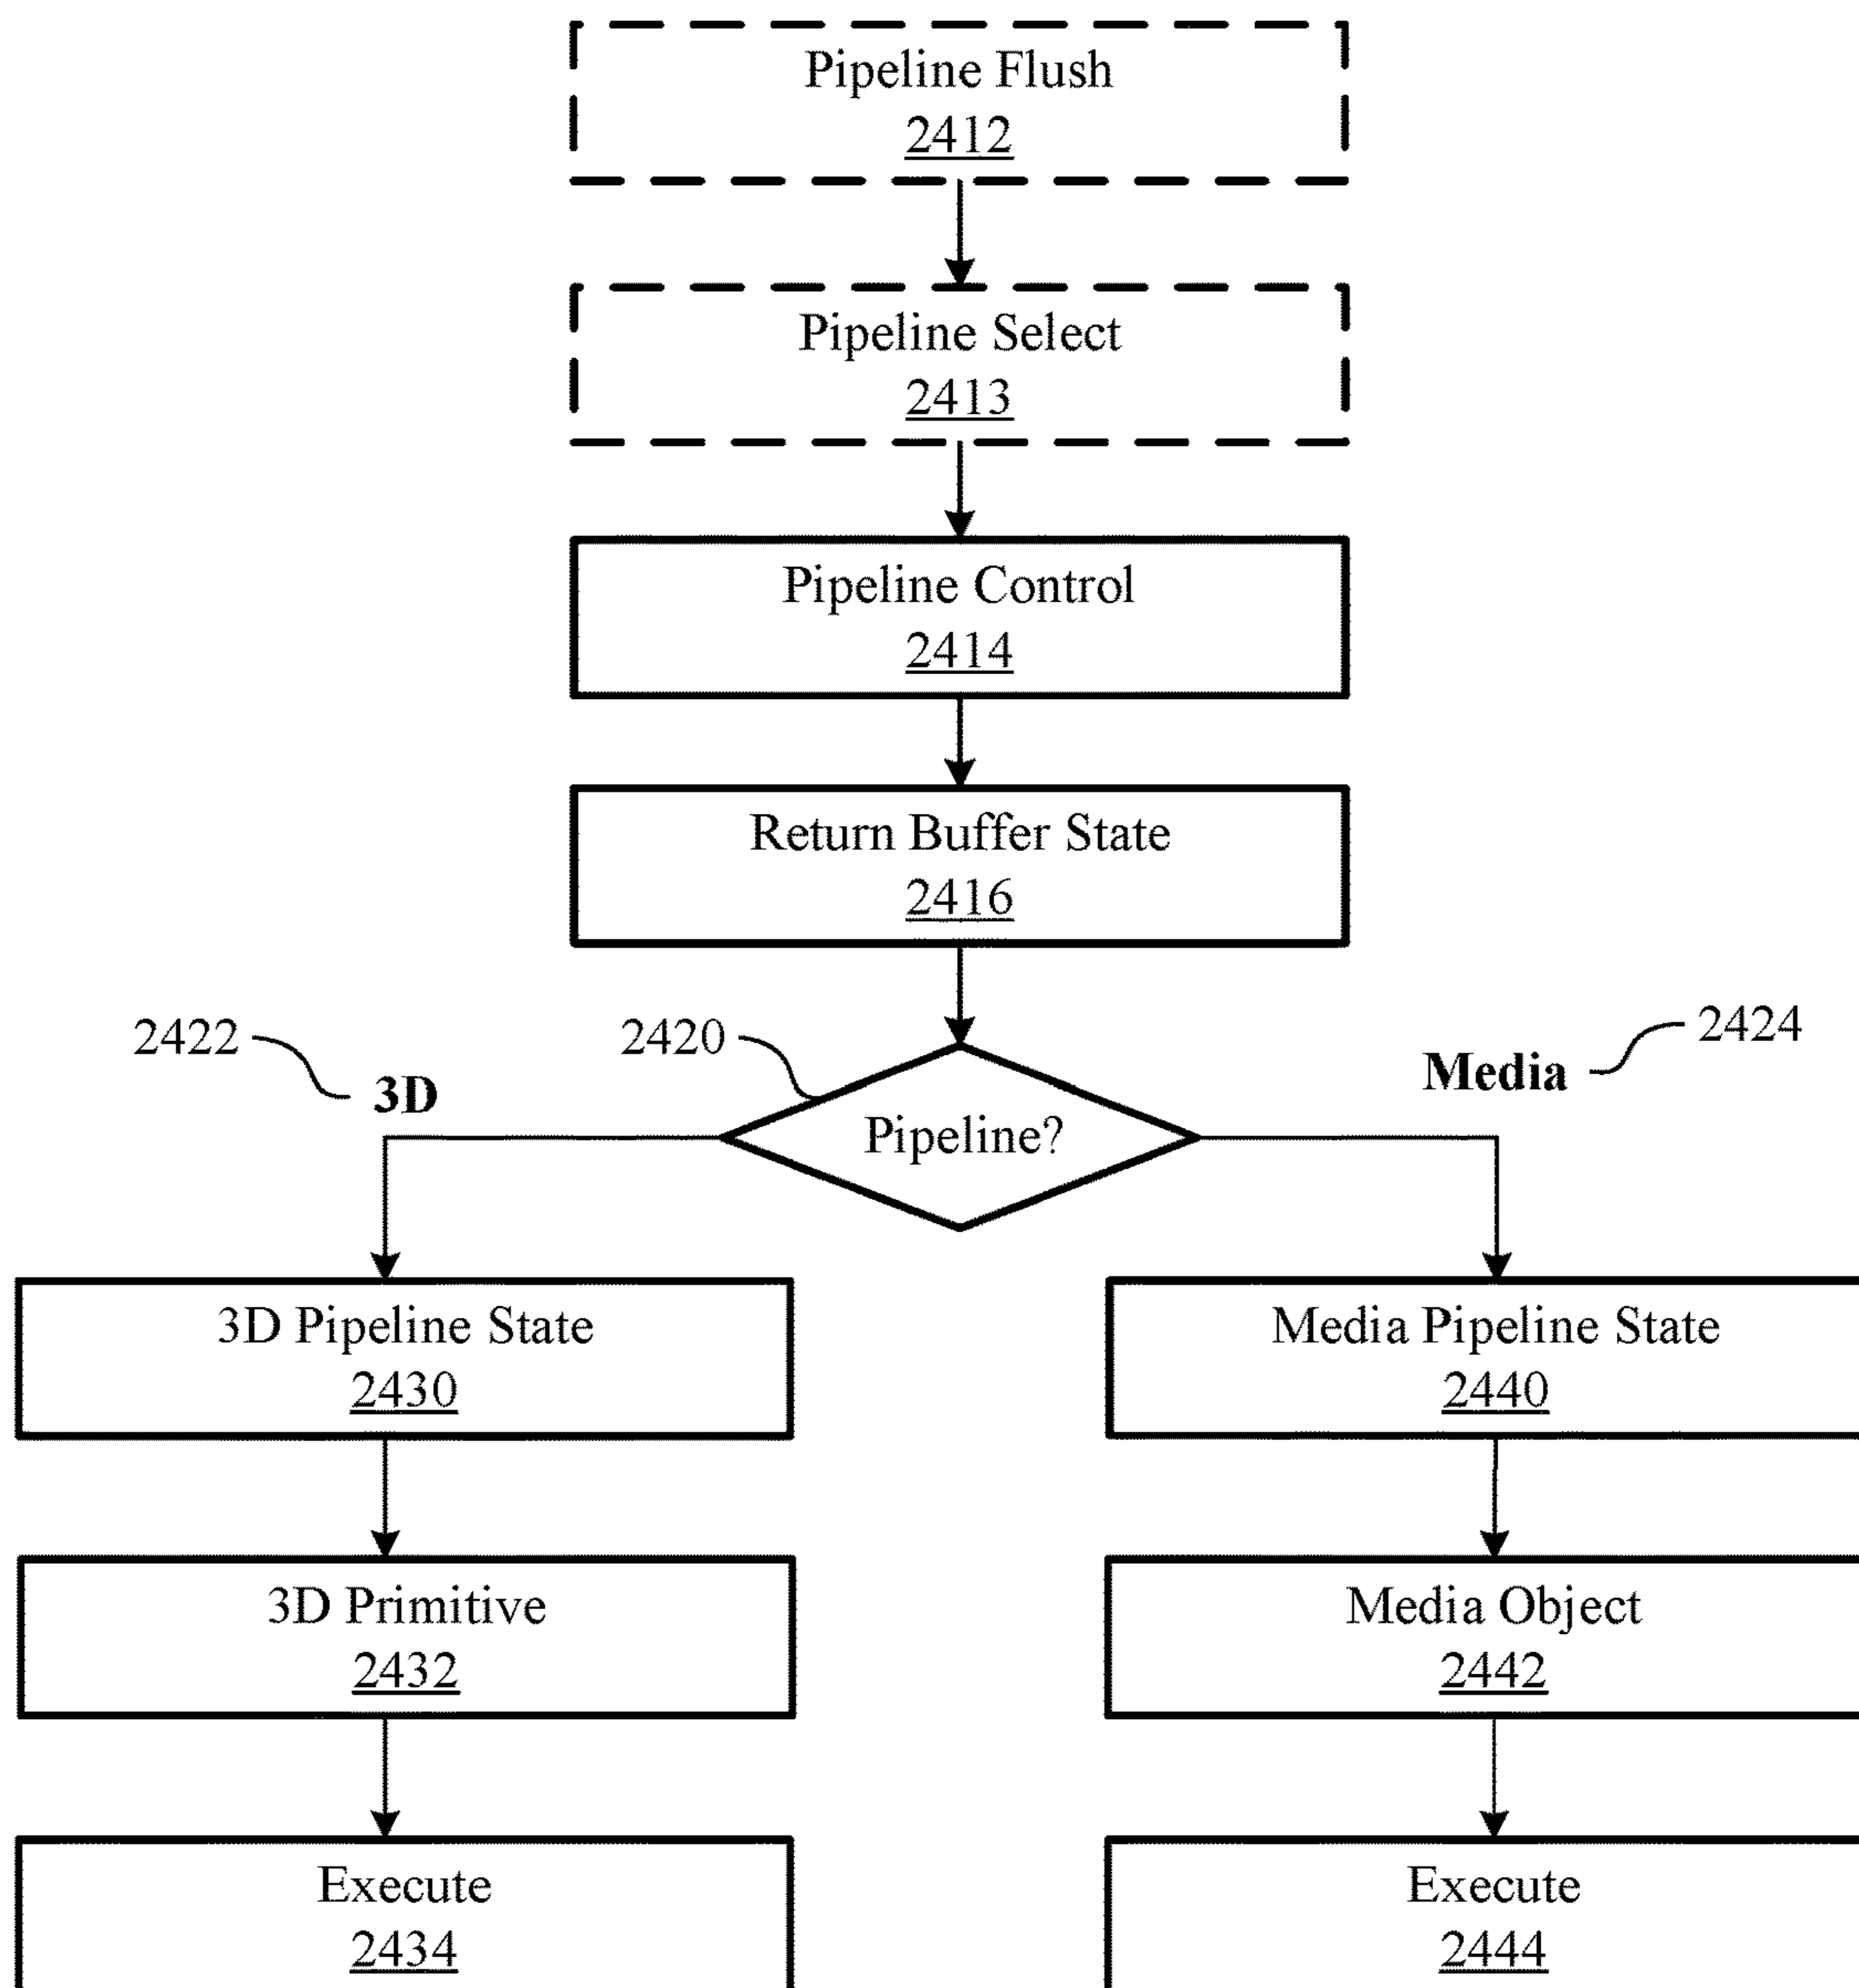 Pipeline Flush
2412
Pipeline Select
2413
Pipeline Control
2414
Return Buffer State
2416
2422
3D
2420
Pipeline?
Media
2424
3D Pipeline State
2430
Media Pipeline State
2440
3D Primitive
2432
Media Object
2442
Execute
2434
Execute
2444